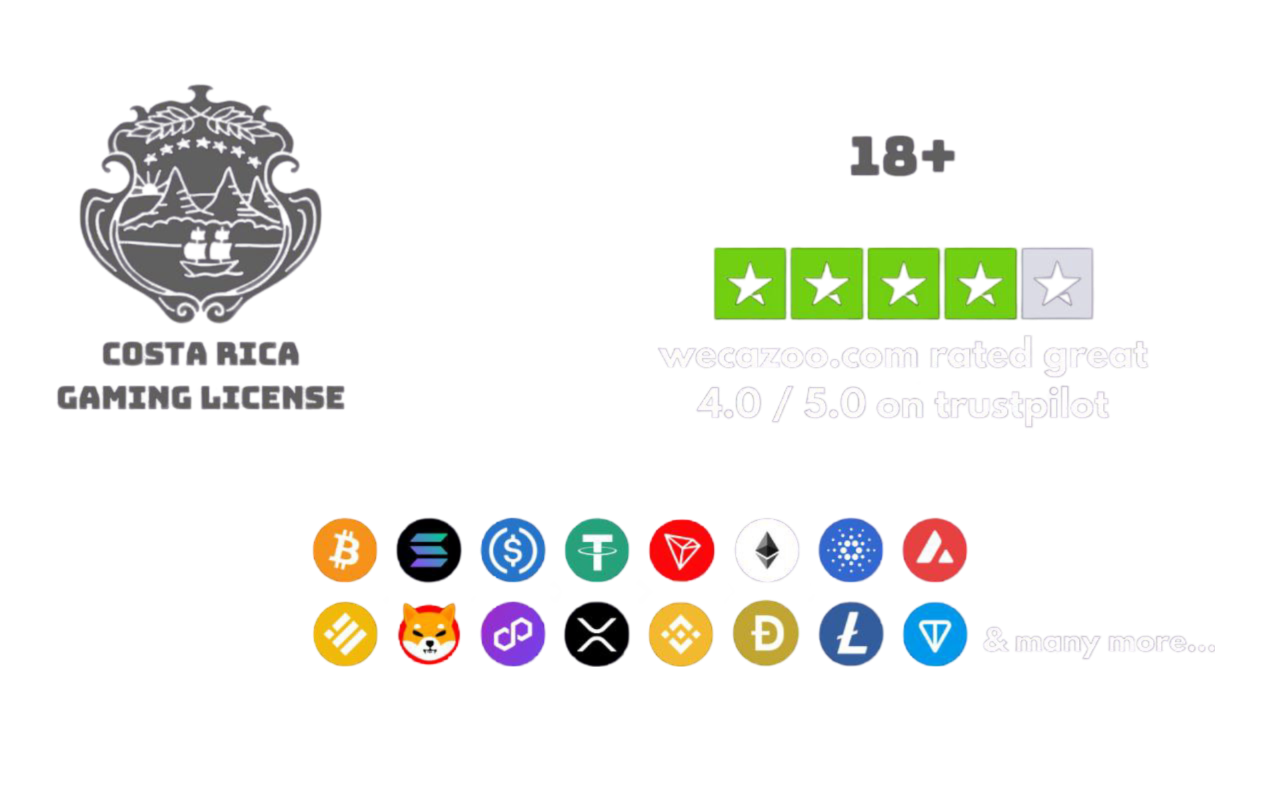 18+
COSTA RICA
GAMING LICENSE
wecazoo.com rated great
4.0 / 5.0 on trustpilot
& many more...